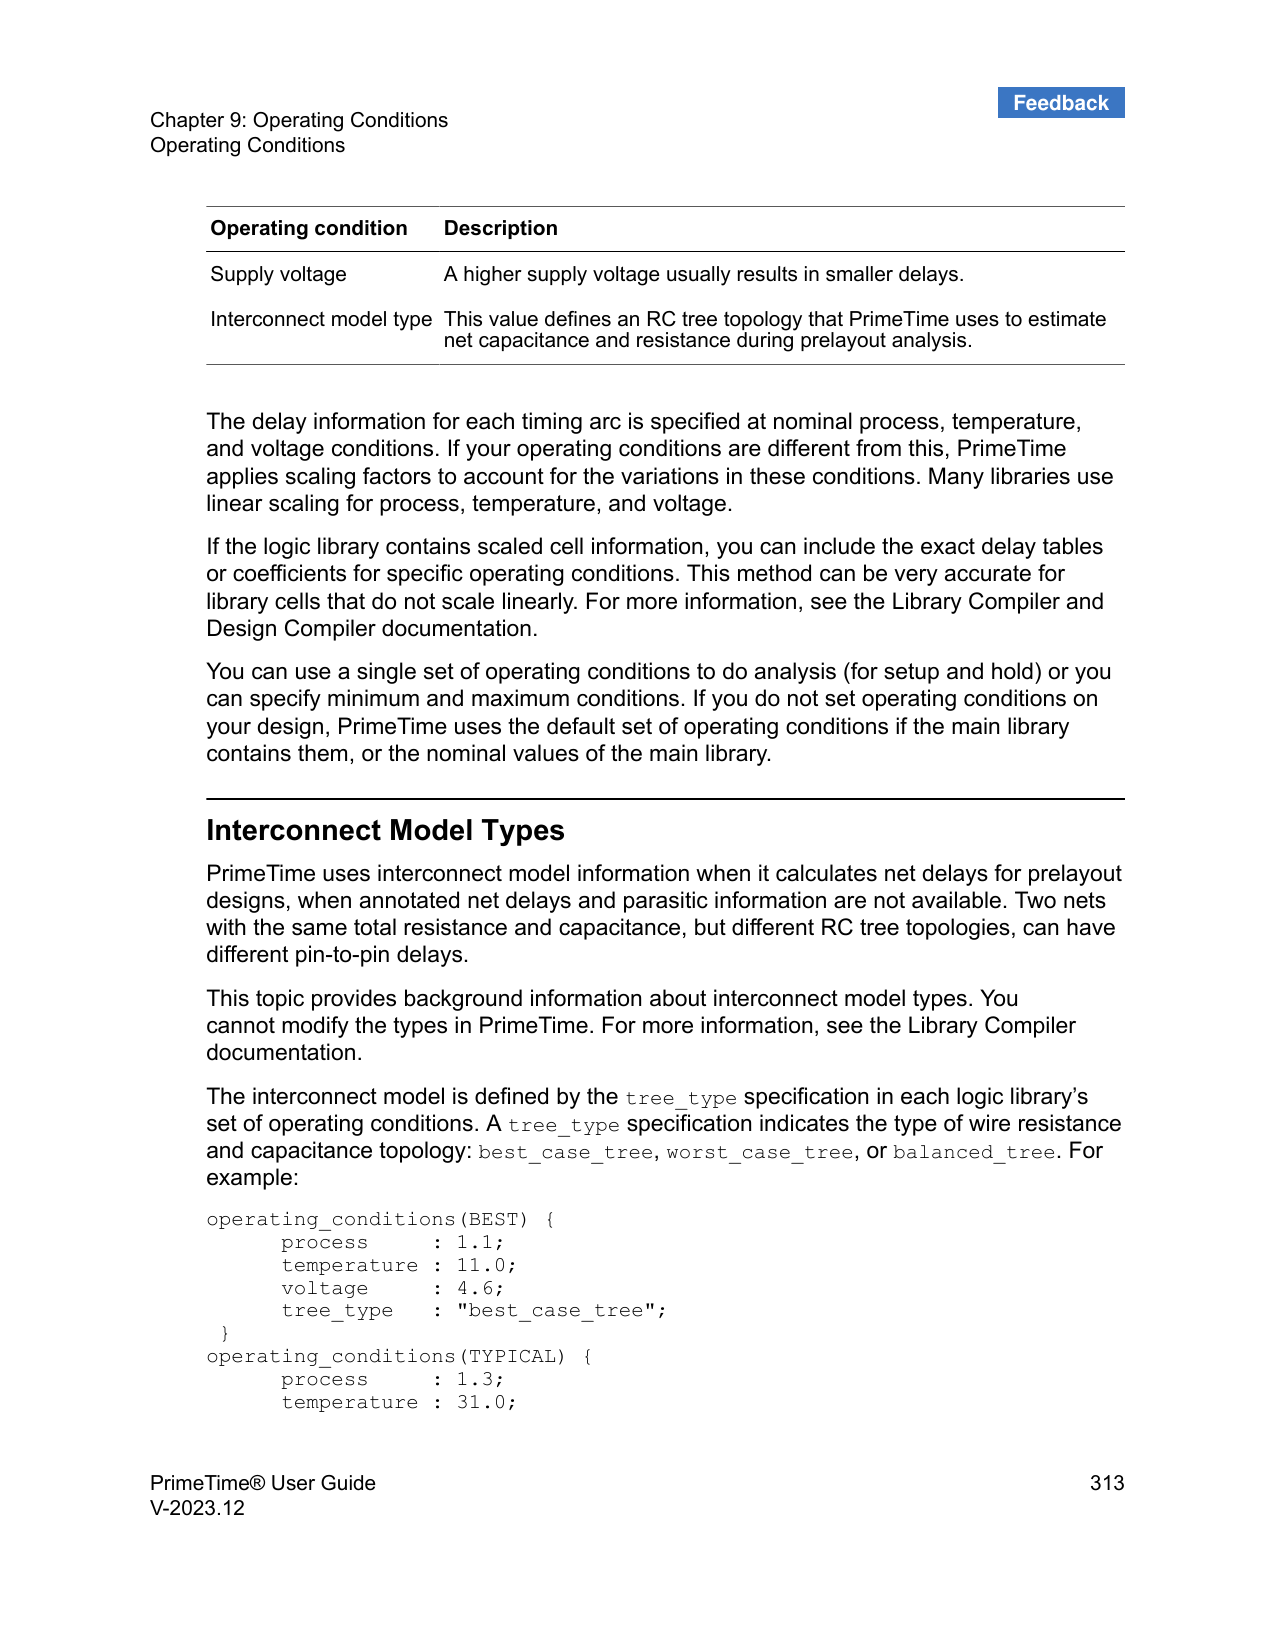 Feedback
Chapter 9: Operating Conditions
Operating Conditions
Operating condition Description
Supply voltage A higher supply voltage usually results in smaller delays.
Interconnect model type This value defines an RC tree topology that PrimeTime uses to estimate
net capacitance and resistance during prelayout analysis.
The delay information for each timing arc is specified at nominal process, temperature,
and voltage conditions. If your operating conditions are different from this, PrimeTime
applies scaling factors to account for the variations in these conditions. Many libraries use
linear scaling for process, temperature, and voltage.
If the logic library contains scaled cell information, you can include the exact delay tables
or coefficients for specific operating conditions. This method can be very accurate for
library cells that do not scale linearly. For more information, see the Library Compiler and
Design Compiler documentation.
You can use a single set of operating conditions to do analysis (for setup and hold) or you
can specify minimum and maximum conditions. If you do not set operating conditions on
your design, PrimeTime uses the default set of operating conditions if the main library
contains them, or the nominal values of the main library.
Interconnect Model Types
PrimeTime uses interconnect model information when it calculates net delays for prelayout
designs, when annotated net delays and parasitic information are not available. Two nets
with the same total resistance and capacitance, but different RC tree topologies, can have
different pin-to-pin delays.
This topic provides background information about interconnect model types. You
cannot modify the types in PrimeTime. For more information, see the Library Compiler
documentation.
The interconnect model is defined by the tree_type specification in each logic library’s
set of operating conditions. A tree_type specification indicates the type of wire resistance
and capacitance topology: best_case_tree, worst_case_tree, or balanced_tree. For
example:
operating_conditions(BEST) {
process : 1.1;
temperature : 11.0;
voltage : 4.6;
tree_type : "best_case_tree";
}
operating_conditions(TYPICAL) {
process : 1.3;
temperature : 31.0;
PrimeTime® User Guide 313
V-2023.12